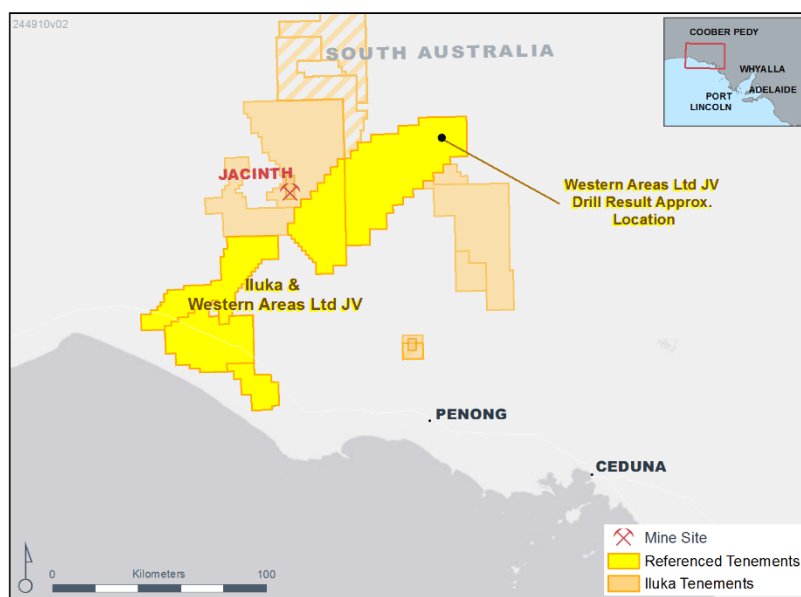 244910v02
SOUTH AUSTRALIA
COOBER PEDY
WHYALLA
ADELAIDE
PORT
LINCOLN
JACINTH
Western Areas Ltd JV
Drill Result Approx.
Location
Iluka &
Western Areas Ltd JV
PENONG
CEDUNA
Mine Site
Referenced Tenements
Iluka Tenements
0 Kilometers 100